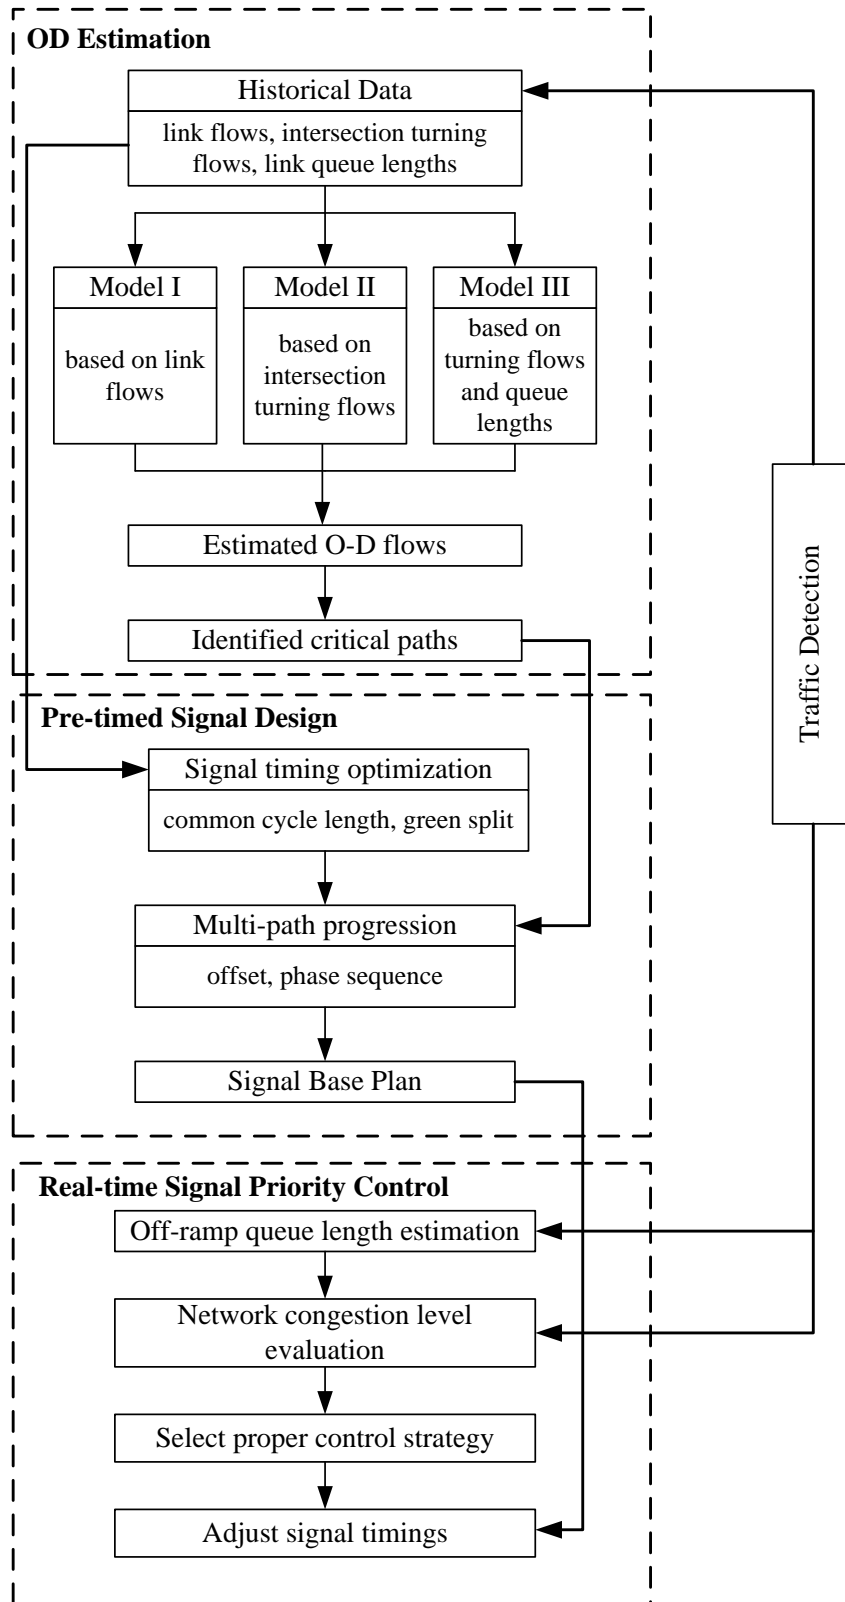 OD Estimation
Historical Data
link flows, intersection turning
flows, link queue lengths
Model I
based on link
flows
Model II
based on
intersection
turning flows
Model III
based on
turning flows
and queue
lengths
Estimated O-D flows
Identified critical paths
Traffic Detection
Pre-timed Signal Design
Signal timing optimization
common cycle length, green split
Multi-path progression
offset, phase sequence
Signal Base Plan
Real-time Signal Priority Control
Off-ramp queue length estimation
Network congestion level
evaluation
Select proper control strategy
Adjust signal timings